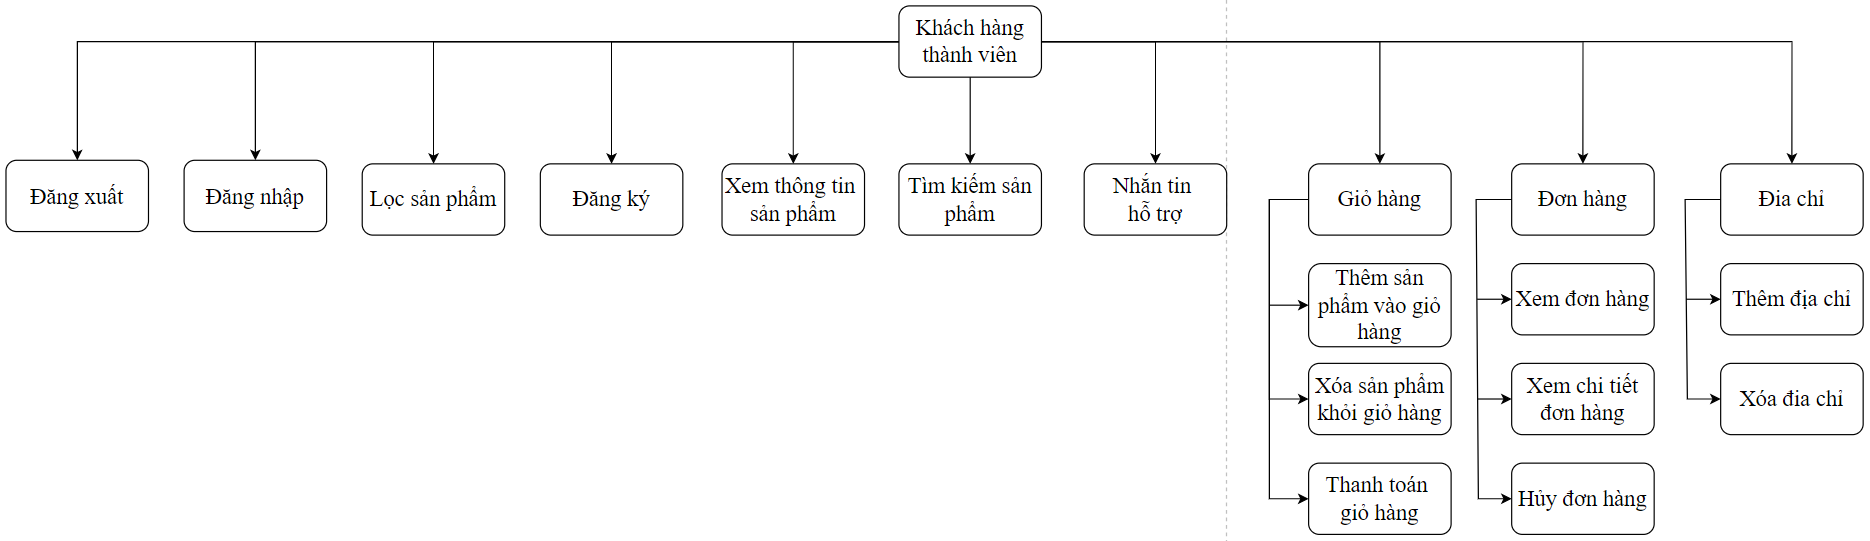 Khách hàng
thành viên
Đăng xuất
Đăng nhập
Lọc sản phẩm
Đăng ký
Xem thông tin
sản phẩm
Tìm kiếm sản
phẩm
Nhắn tin
hỗ trợ
Giỏ hàng
Đơn hàng
Đia chỉ
Thêm sản
phẩm vào giỏ
hàng
Xem đơn hàng
Thêm địa chỉ
Xóa sản phẩm
khỏi giỏ hàng
Xem chi tiết
đơn hàng
Xóa đia chỉ
Thanh toán
giỏ hàng
Hủy đơn hàng